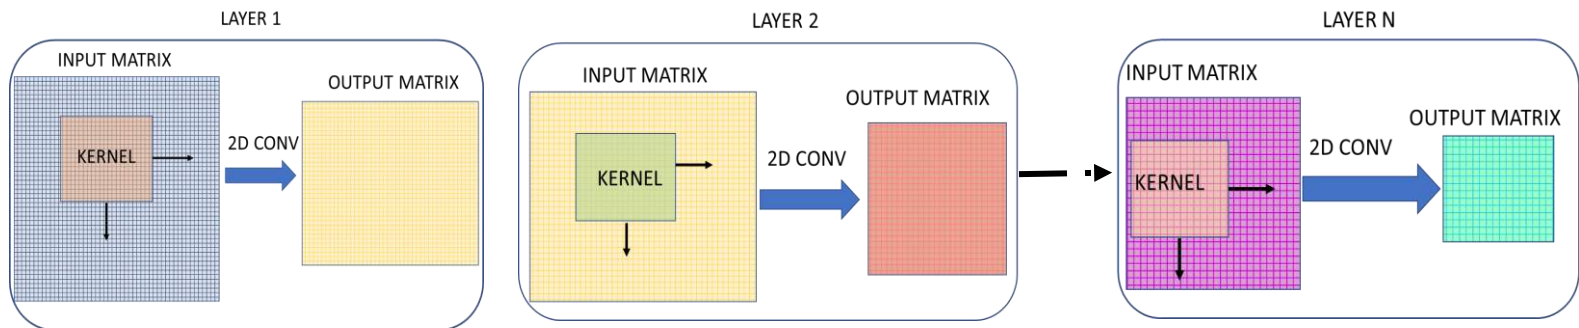 LAYER 1
INPUT MATRIX
OUTPUT MATRIX
KERNEL
2D CONV
LAYER 2
INPUT MATRIX
OUTPUT MATRIX
KERNEL
2D CONV
LAYER N
INPUT MATRIX
OUTPUT MATRIX
KERNEL
2D CONV